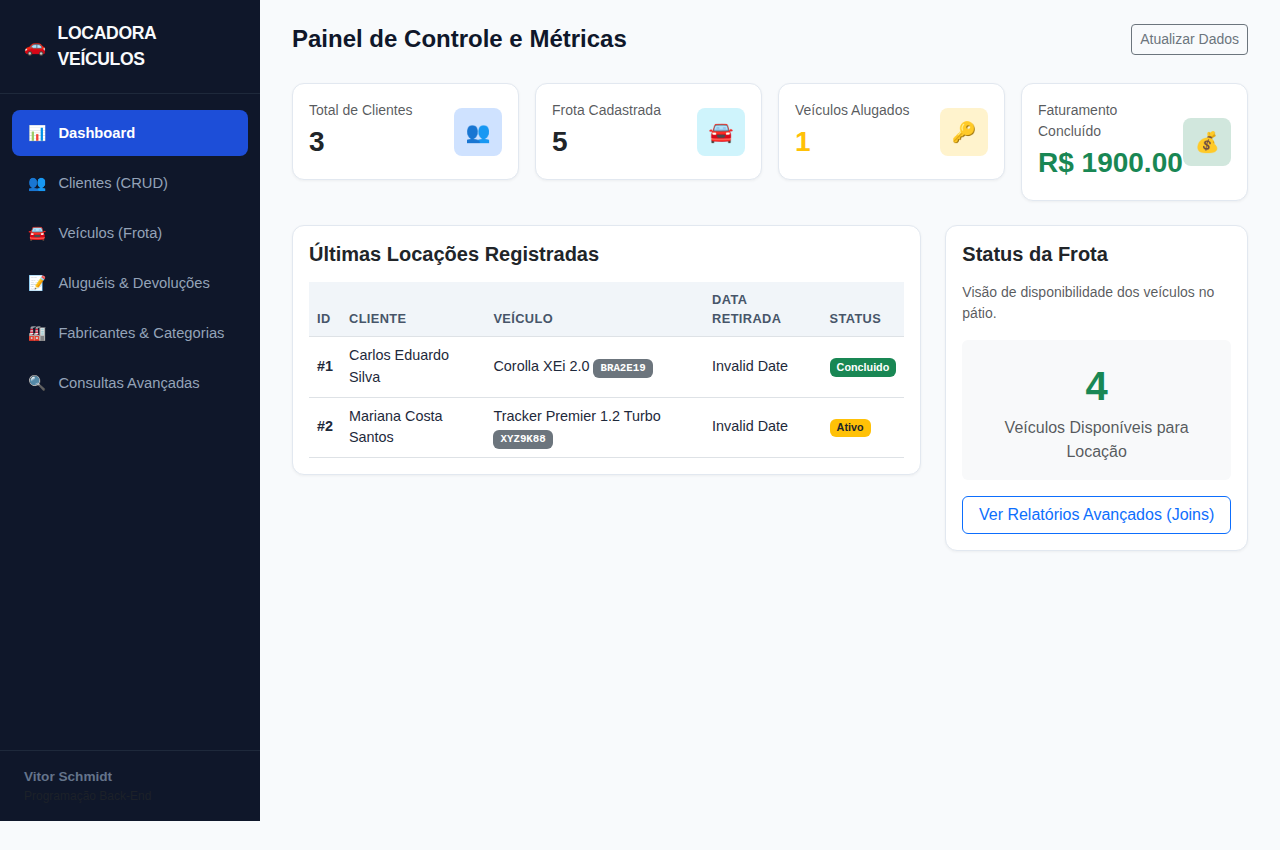 LOCADORA
VEÍCULOS
Dashboard
Clientes (CRUD)
Veículos (Frota)
Aluguéis & Devoluções
Fabricantes & Categorias
Consultas Avançadas
Vitor Schmidt
Programação Back-End
Painel de Controle e Métricas
Atualizar Dados
Total de Clientes
3
Frota Cadastrada
5
Veículos Alugados
1
Faturamento
Concluído
R$ 1900.00
Últimas Locações Registradas
ID CLIENTE VEÍCULO DATA RETIRADA STATUS
#1 Carlos Eduardo Silva Corolla XEi 2.0 BRA2E19 Invalid Date Concluido
#2 Mariana Costa Santos Tracker Premier 1.2 Turbo XYZ9K88 Invalid Date Ativo
Status da Frota
Visão de disponibilidade dos veículos no
pátio.
4
Veículos Disponíveis para
Locação
Ver Relatórios Avançados (Joins)